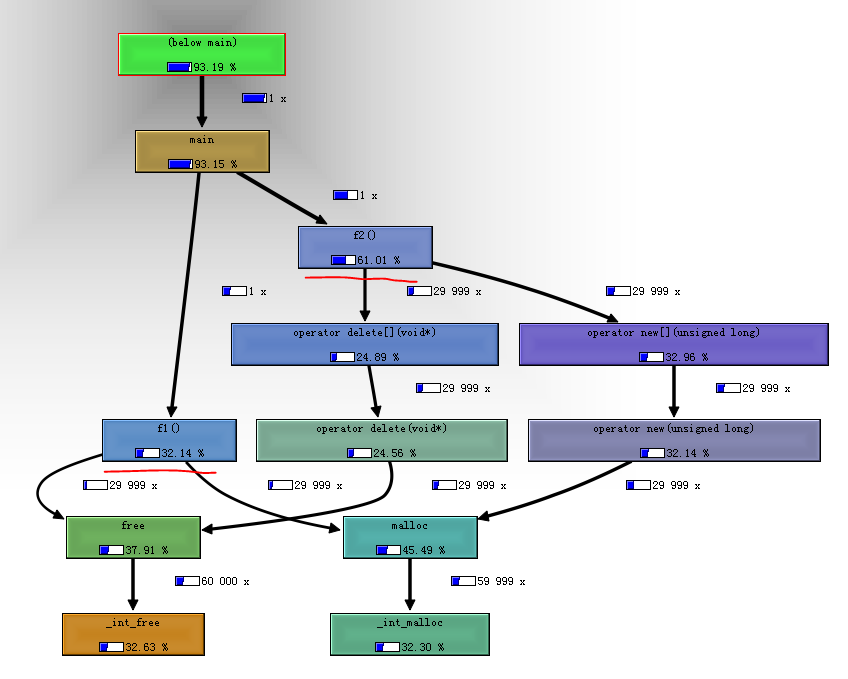 (below main)
93.19 %
1 x
main
93.15 %
1 x
f2()
61.01 %
1 x
29 999 x
29 999 x
operator delete[](void*)
24.89 %
operator new[](unsigned long)
32.96 %
29 999 x
29 999 x
f1()
32.14 %
operator delete(void*)
24.56 %
operator new(unsigned long)
32.14 %
29 999 x
29 999 x
29 999 x
29 999 x
free
37.91 %
malloc
45.49 %
60 000 x
59 999 x
_int_free
32.63 %
_int_malloc
32.30 %